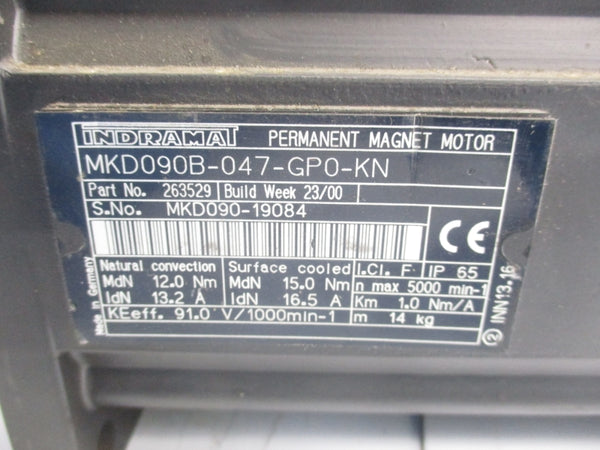 INDRAMAT PERMANENT MAGNET MOTOR
MKD090B-047-GP0-KN
Part No. 263529 Build Week 23/00
S.No. MKD090-19084
CE
Made in Germany
Natural convection Surface cooled I.Cl. F IP 65
MdN 12.0 Nm MdN 15.0 Nm n max 5000 min-1
IdN 13.2 A IdN 16.5 A Km 1.0 Nm/A
KEeff. 91.0 V/1000min-1 m 14 kg
2 INN13.16